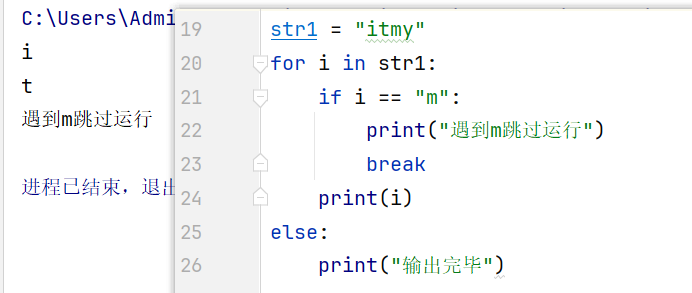 C:\Users\Admi
i
t
遇到m跳过运行
进程已结束，退出
19 str1 = "itmy"
20 for i in str1:
21 if i == "m":
22 print("遇到m跳过运行")
23 break
24 print(i)
25 else:
26 print("输出完毕")